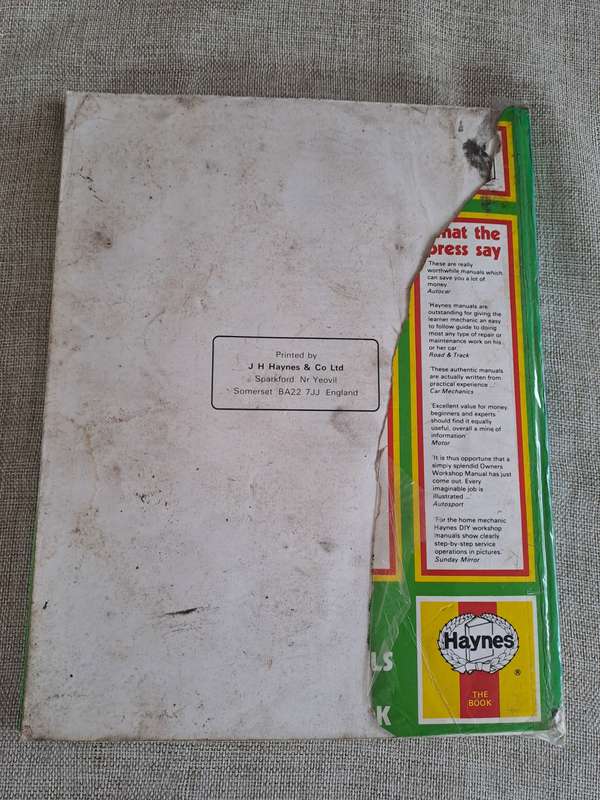 Printed by
J H Haynes & Co Ltd
Sparkford Nr Yeovil
Somerset BA22 7JJ England
hat the
press say
'These are really
worthwhile manuals which
can save you a lot of
money.'
Autocar
'Haynes manuals are
outstanding for giving the
learner mechanic an easy
to follow guide to doing
most any type of repair or
maintenance work on his
or her car.'
Road & Track
'These authentic manuals
are actually written from
practical experience ...'
Car Mechanics
'Excellent value for money,
beginners and experts
should find it equally
useful, overall a mine of
information'
Motor
'It is thus opportune that a
simply splendid Owners
Workshop Manual has just
come out. Every
imaginable job is
illustrated ...'
Autosport
'For the home mechanic
Haynes DIY workshop
manuals show clearly
step-by-step service
operations in pictures.'
Sunday Mirror
Haynes
®
THE
BOOK
LS
K